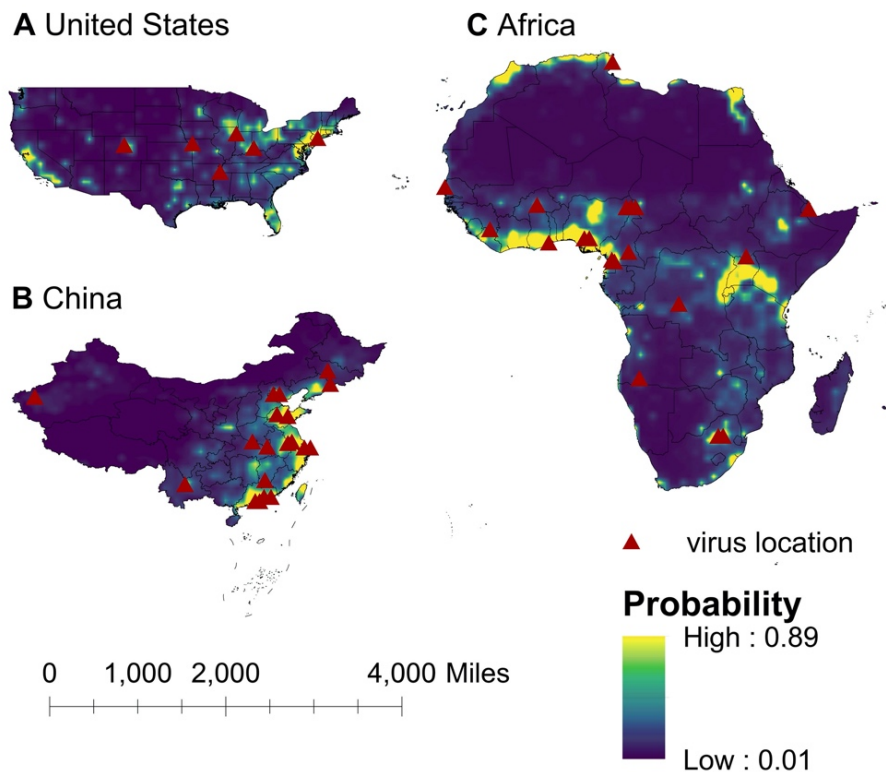 A United States
C Africa
B China
virus location
Probability
High : 0.89
Low : 0.01
0 1,000 2,000 4,000 Miles